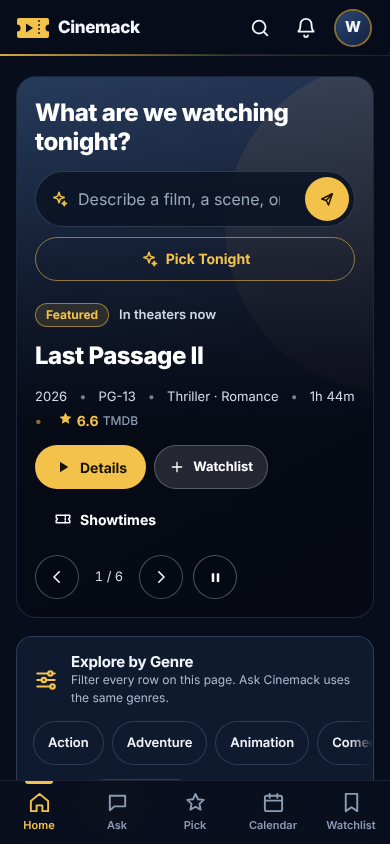 Cinemack
W
What are we watching
tonight?
Describe a film, a scene, or
Pick Tonight
Featured In theaters now
Last Passage II
2026 • PG-13 • Thriller · Romance • 1h 44m
• ★ 6.6 TMDB
Details
Watchlist
Showtimes
1 / 6
Explore by Genre
Filter every row on this page. Ask Cinemack uses
the same genres.
Action Adventure Animation
Home Ask Pick Calendar Watchlist